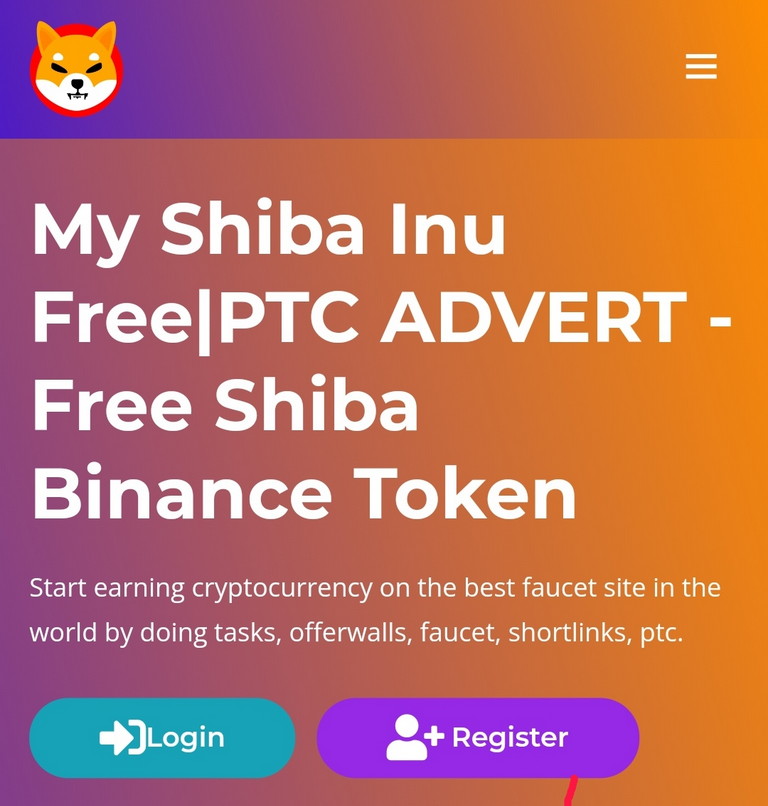 My Shiba Inu
Free|PTC ADVERT -
Free Shiba
Binance Token
Start earning cryptocurrency on the best faucet site in the
world by doing tasks, offerwalls, faucet, shortlinks, ptc.
Login
Register